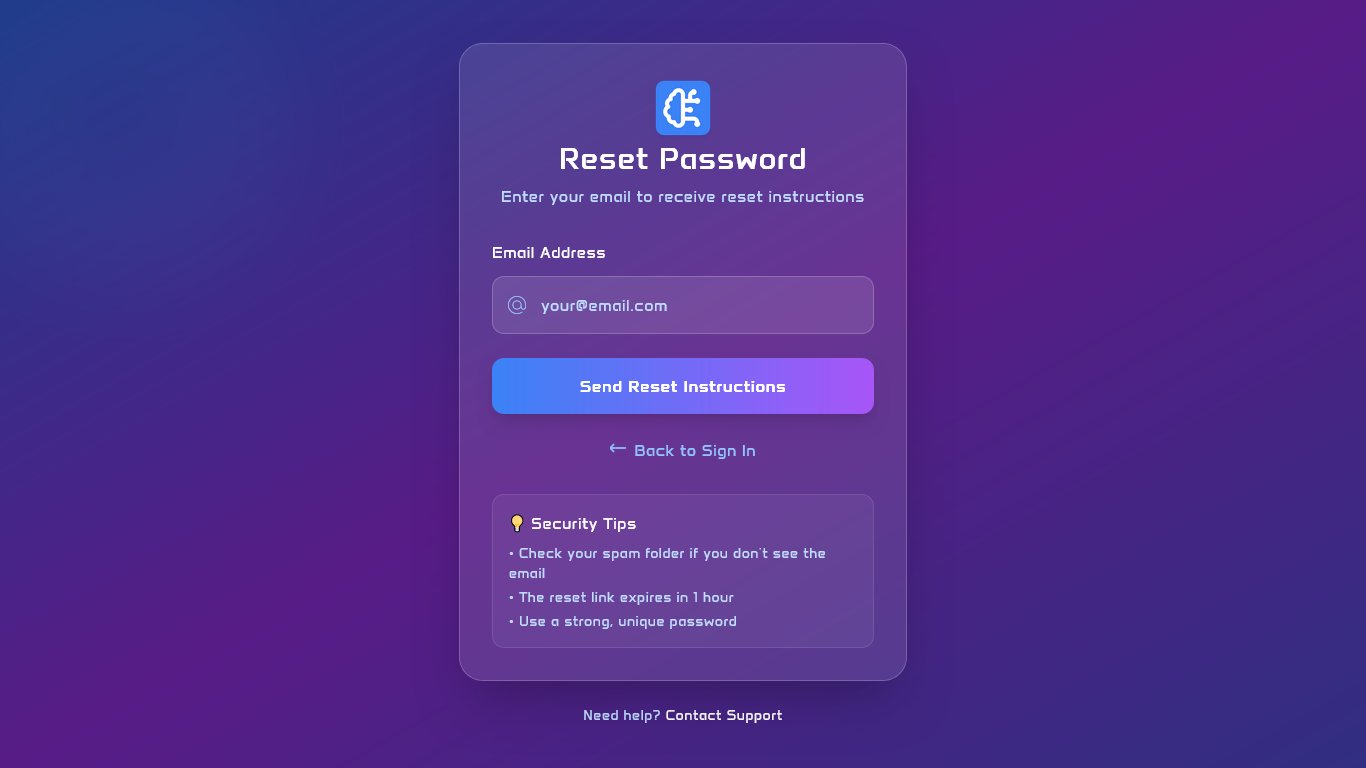 Reset Password
Enter your email to receive reset instructions
Email Address
your@email.com
Send Reset Instructions
← Back to Sign In
💡 Security Tips
• Check your spam folder if you don't see the
email
• The reset link expires in 1 hour
• Use a strong, unique password
Need help? Contact Support